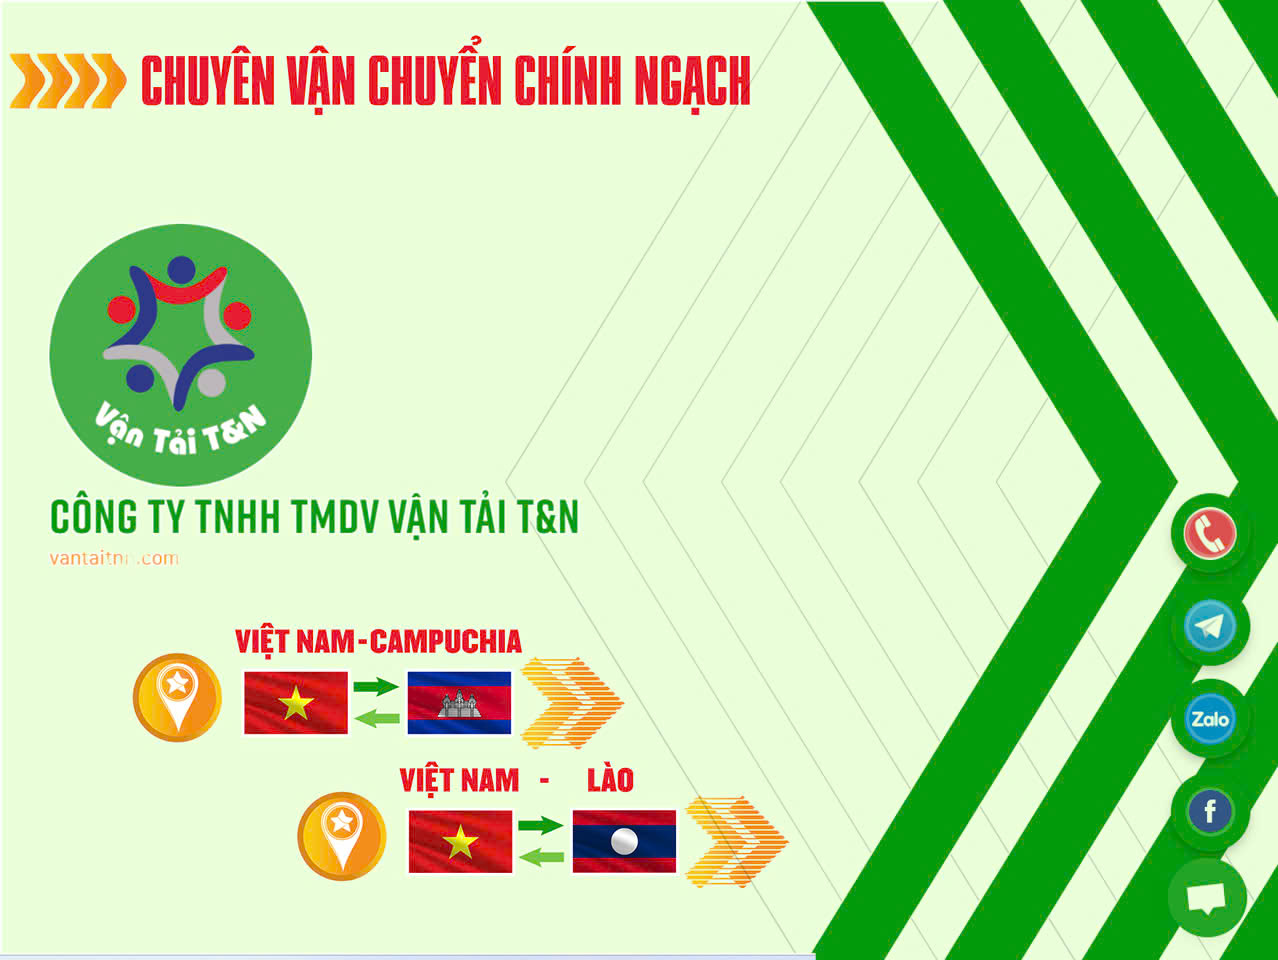 CHUYÊN VẬN CHUYỂN CHÍNH NGẠCH
Vận Tải T&N
CÔNG TY TNHH TMDV VẬN TẢI T&N
VIỆT NAM-CAMPUCHIA
VIỆT NAM - LÀO
Zalo
f